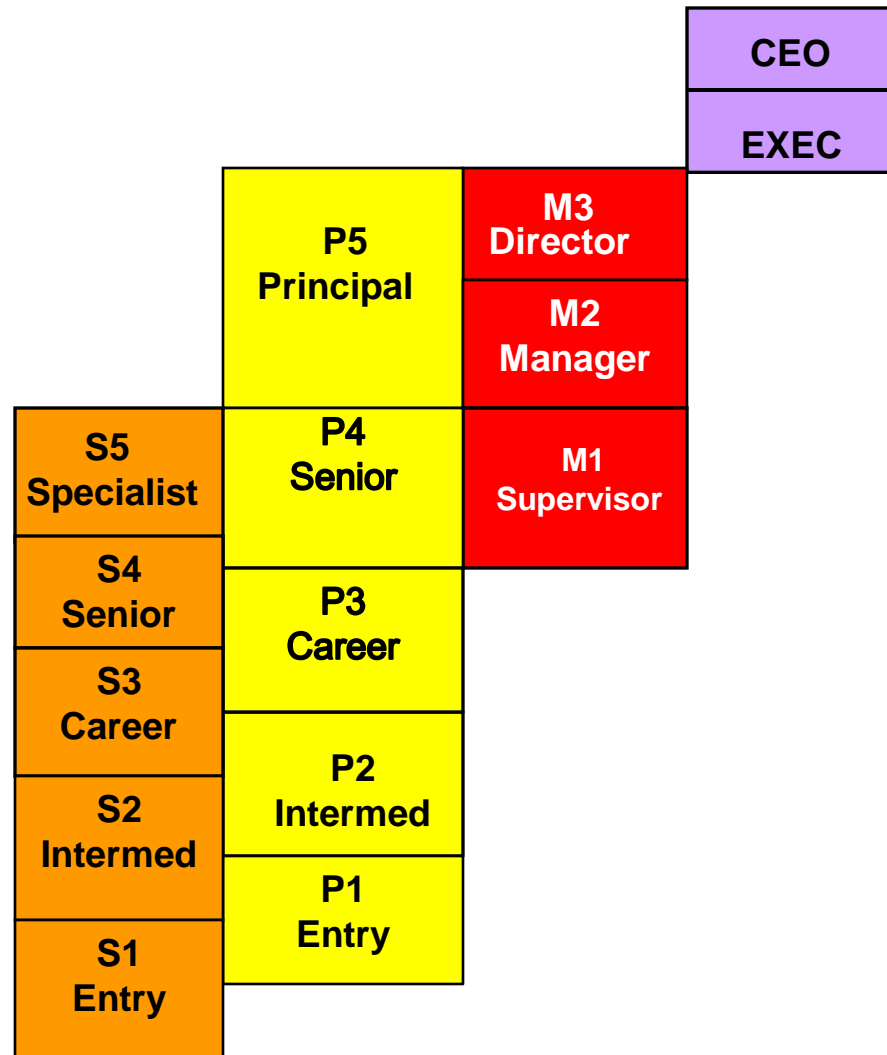 CEO
EXEC
M3
Director
M2
Manager
M1
Supervisor
P5
Principal
P4
Senior
P3
Career
P2
Intermed
P1
Entry
S5
Specialist
S4
Senior
S3
Career
S2
Intermed
S1
Entry